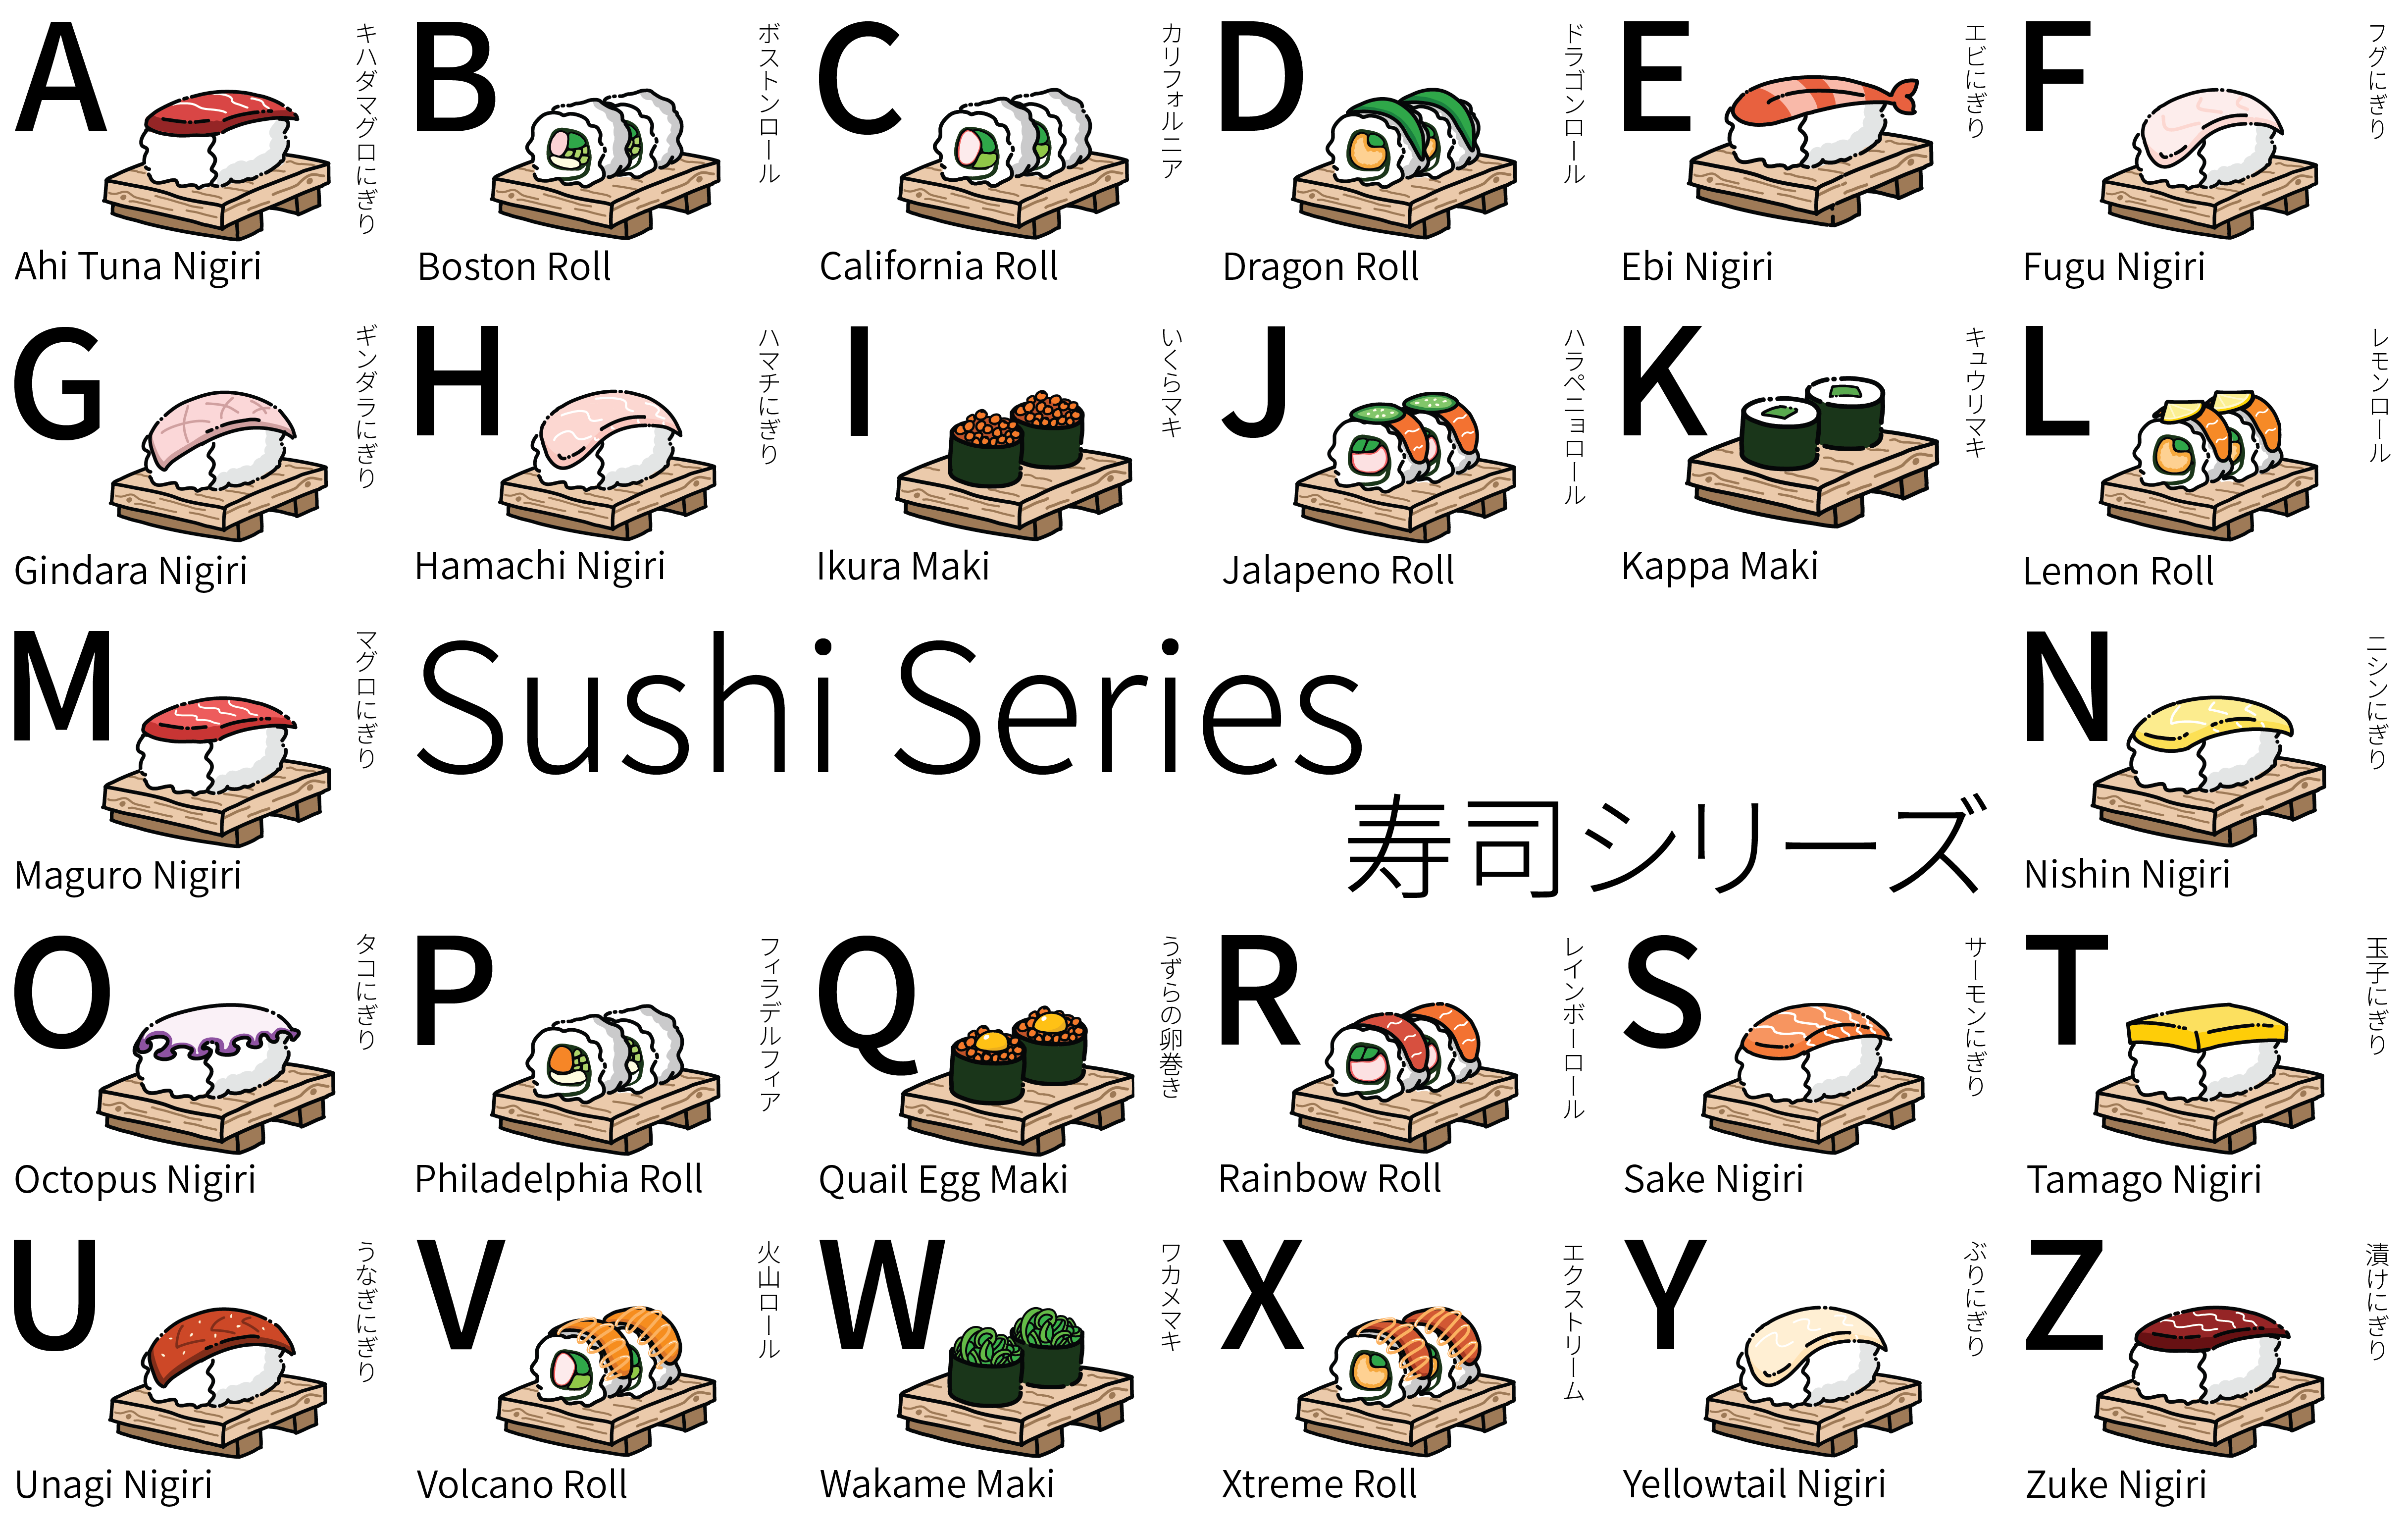 A
キハダマグロにぎり
Ahi Tuna Nigiri
B
ボストンロール
Boston Roll
C
カリフォルニア
California Roll
D
ドラゴンロール
Dragon Roll
E
エビにぎり
Ebi Nigiri
F
フグにぎり
Fugu Nigiri
G
ギンダラにぎり
Gindara Nigiri
H
ハマチにぎり
Hamachi Nigiri
I
いくらマキ
Ikura Maki
J
ハラペニョロール
Jalapeno Roll
K
キュウリマキ
Kappa Maki
L
レモンロール
Lemon Roll
M
マグロにぎり
Maguro Nigiri
Sushi Series
寿司シリーズ
N
ニシンにぎり
Nishin Nigiri
O
タコにぎり
Octopus Nigiri
P
フィラデルフィア
Philadelphia Roll
Q
うずらの卵巻き
Quail Egg Maki
R
レインボーロール
Rainbow Roll
S
サーモンにぎり
Sake Nigiri
T
玉子にぎり
Tamago Nigiri
U
うなぎにぎり
Unagi Nigiri
V
火山ロール
Volcano Roll
W
ワカメマキ
Wakame Maki
X
エクストリーム
Xtreme Roll
Y
ぶりにぎり
Yellowtail Nigiri
Z
漬けにぎり
Zuke Nigiri